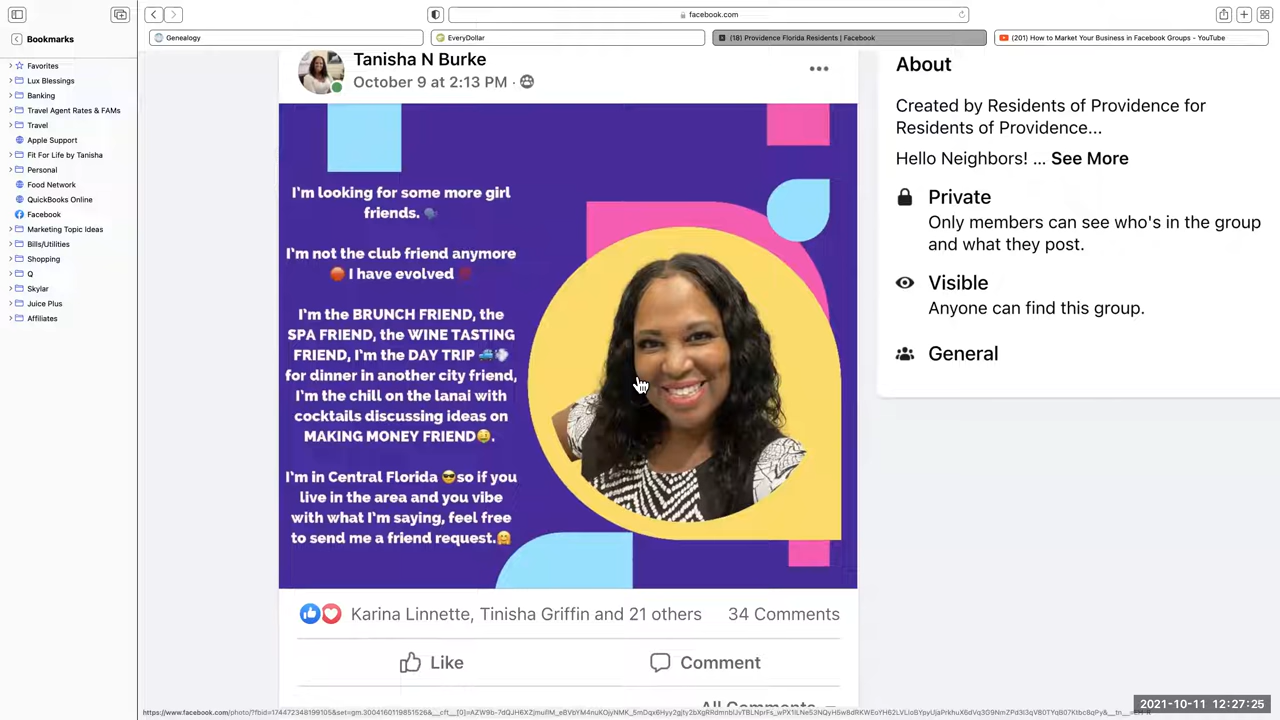 facebook.com
Bookmarks
Genealogy
EveryDollar
(18) Providence Florida Residents | Facebook
(201) How to Market Your Business in Facebook Groups - YouTube
Favorites
Lux Blessings
Banking
Travel Agent Rates & FAMs
Travel
Apple Support
Fit For Life by Tanisha
Personal
Food Network
QuickBooks Online
Facebook
Marketing Topic Ideas
Bills/Utilities
Shopping
Q
Skylar
Juice Plus
Affiliates
Tanisha N Burke
October 9 at 2:13 PM ·
I'm looking for some more girl
friends. 🗣
I'm not the club friend anymore
🛑 I have evolved
I'm the BRUNCH FRIEND, the
SPA FRIEND, the WINE TASTING
FRIEND, I'm the DAY TRIP 🚙💨
for dinner in another city friend,
I'm the chill on the lanai with
cocktails discussing ideas on
MAKING MONEY FRIEND🤑.
I'm in Central Florida 😎so if you
live in the area and you vibe
with what I'm saying, feel free
to send me a friend request.🤗
Karina Linnette, Tinisha Griffin and 21 others
34 Comments
Like
Comment
About
Created by Residents of Providence for
Residents of Providence...
Hello Neighbors! ... See More
Private
Only members can see who's in the group
and what they post.
Visible
Anyone can find this group.
General
2021-10-11 12:27:25